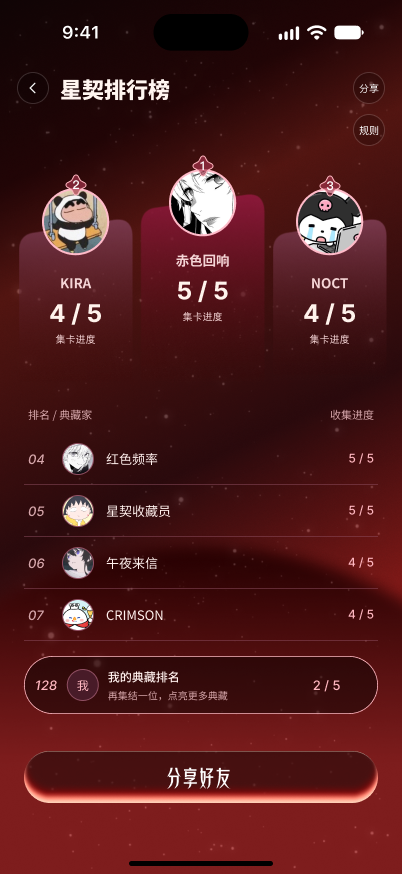 9:41
星契排行榜
分享
规则
2
1
3
KIRA
4 / 5
集卡进度
赤色回响
5 / 5
集卡进度
NOCT
4 / 5
集卡进度
排名 / 典藏家
收集进度
04 红色频率 5 / 5
05 星契收藏员 5 / 5
06 午夜来信 4 / 5
07 CRIMSON 4 / 5
128 我 我的典藏排名 2 / 5
再集结一位，点亮更多典藏
分享好友